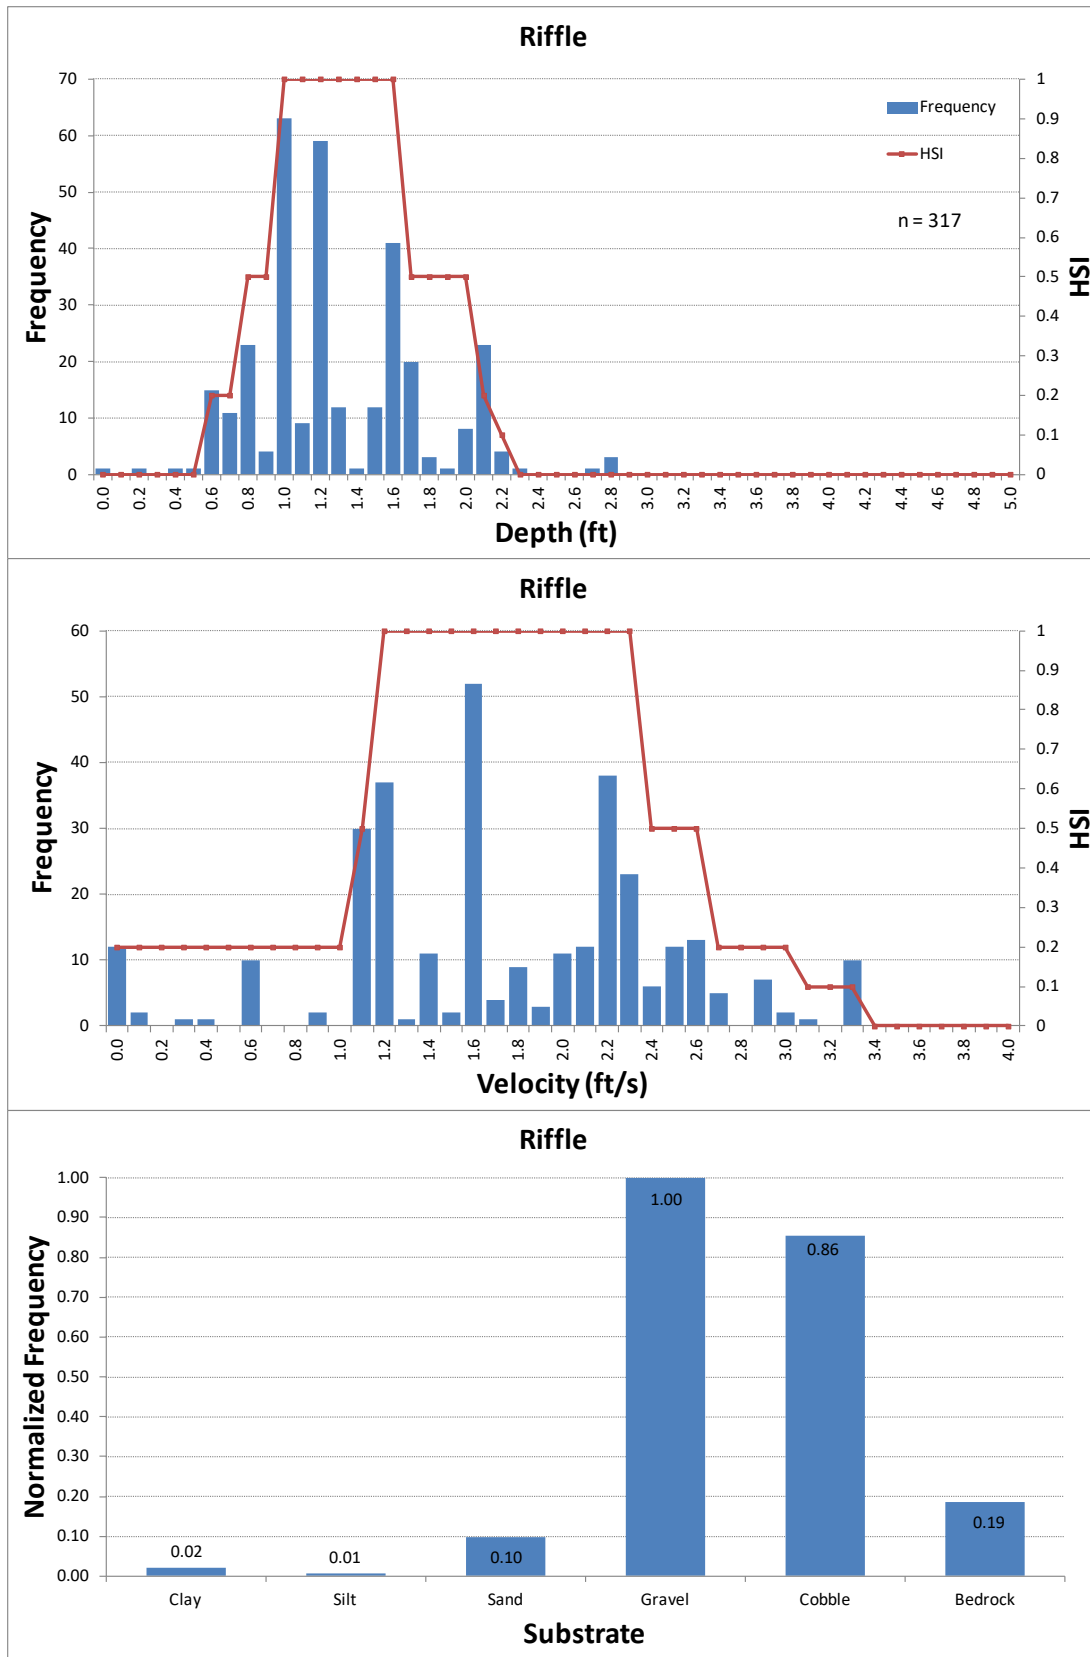 Riffle
70
60
50
40
30
20
10
0
Frequency
1
0.9
0.8
0.7
0.6
0.5
0.4
0.3
0.2
0.1
0
HSI
Frequency
HSI
n = 317
0.0 0.2 0.4 0.6 0.8 1.0 1.2 1.4 1.6 1.8 2.0 2.2 2.4 2.6 2.8 3.0 3.2 3.4 3.6 3.8 4.0 4.2 4.4 4.6 4.8 5.0
Depth (ft)
Riffle
60
50
40
30
20
10
0
Frequency
1
0.9
0.8
0.7
0.6
0.5
0.4
0.3
0.2
0.1
0
HSI
0.0 0.2 0.4 0.6 0.8 1.0 1.2 1.4 1.6 1.8 2.0 2.2 2.4 2.6 2.8 3.0 3.2 3.4 3.6 3.8 4.0
Velocity (ft/s)
Riffle
1.00
0.90
0.80
0.70
0.60
0.50
0.40
0.30
0.20
0.10
0.00
Normalized Frequency
0.02 0.01 0.10 1.00 0.86 0.19
Clay Silt Sand Gravel Cobble Bedrock
Substrate